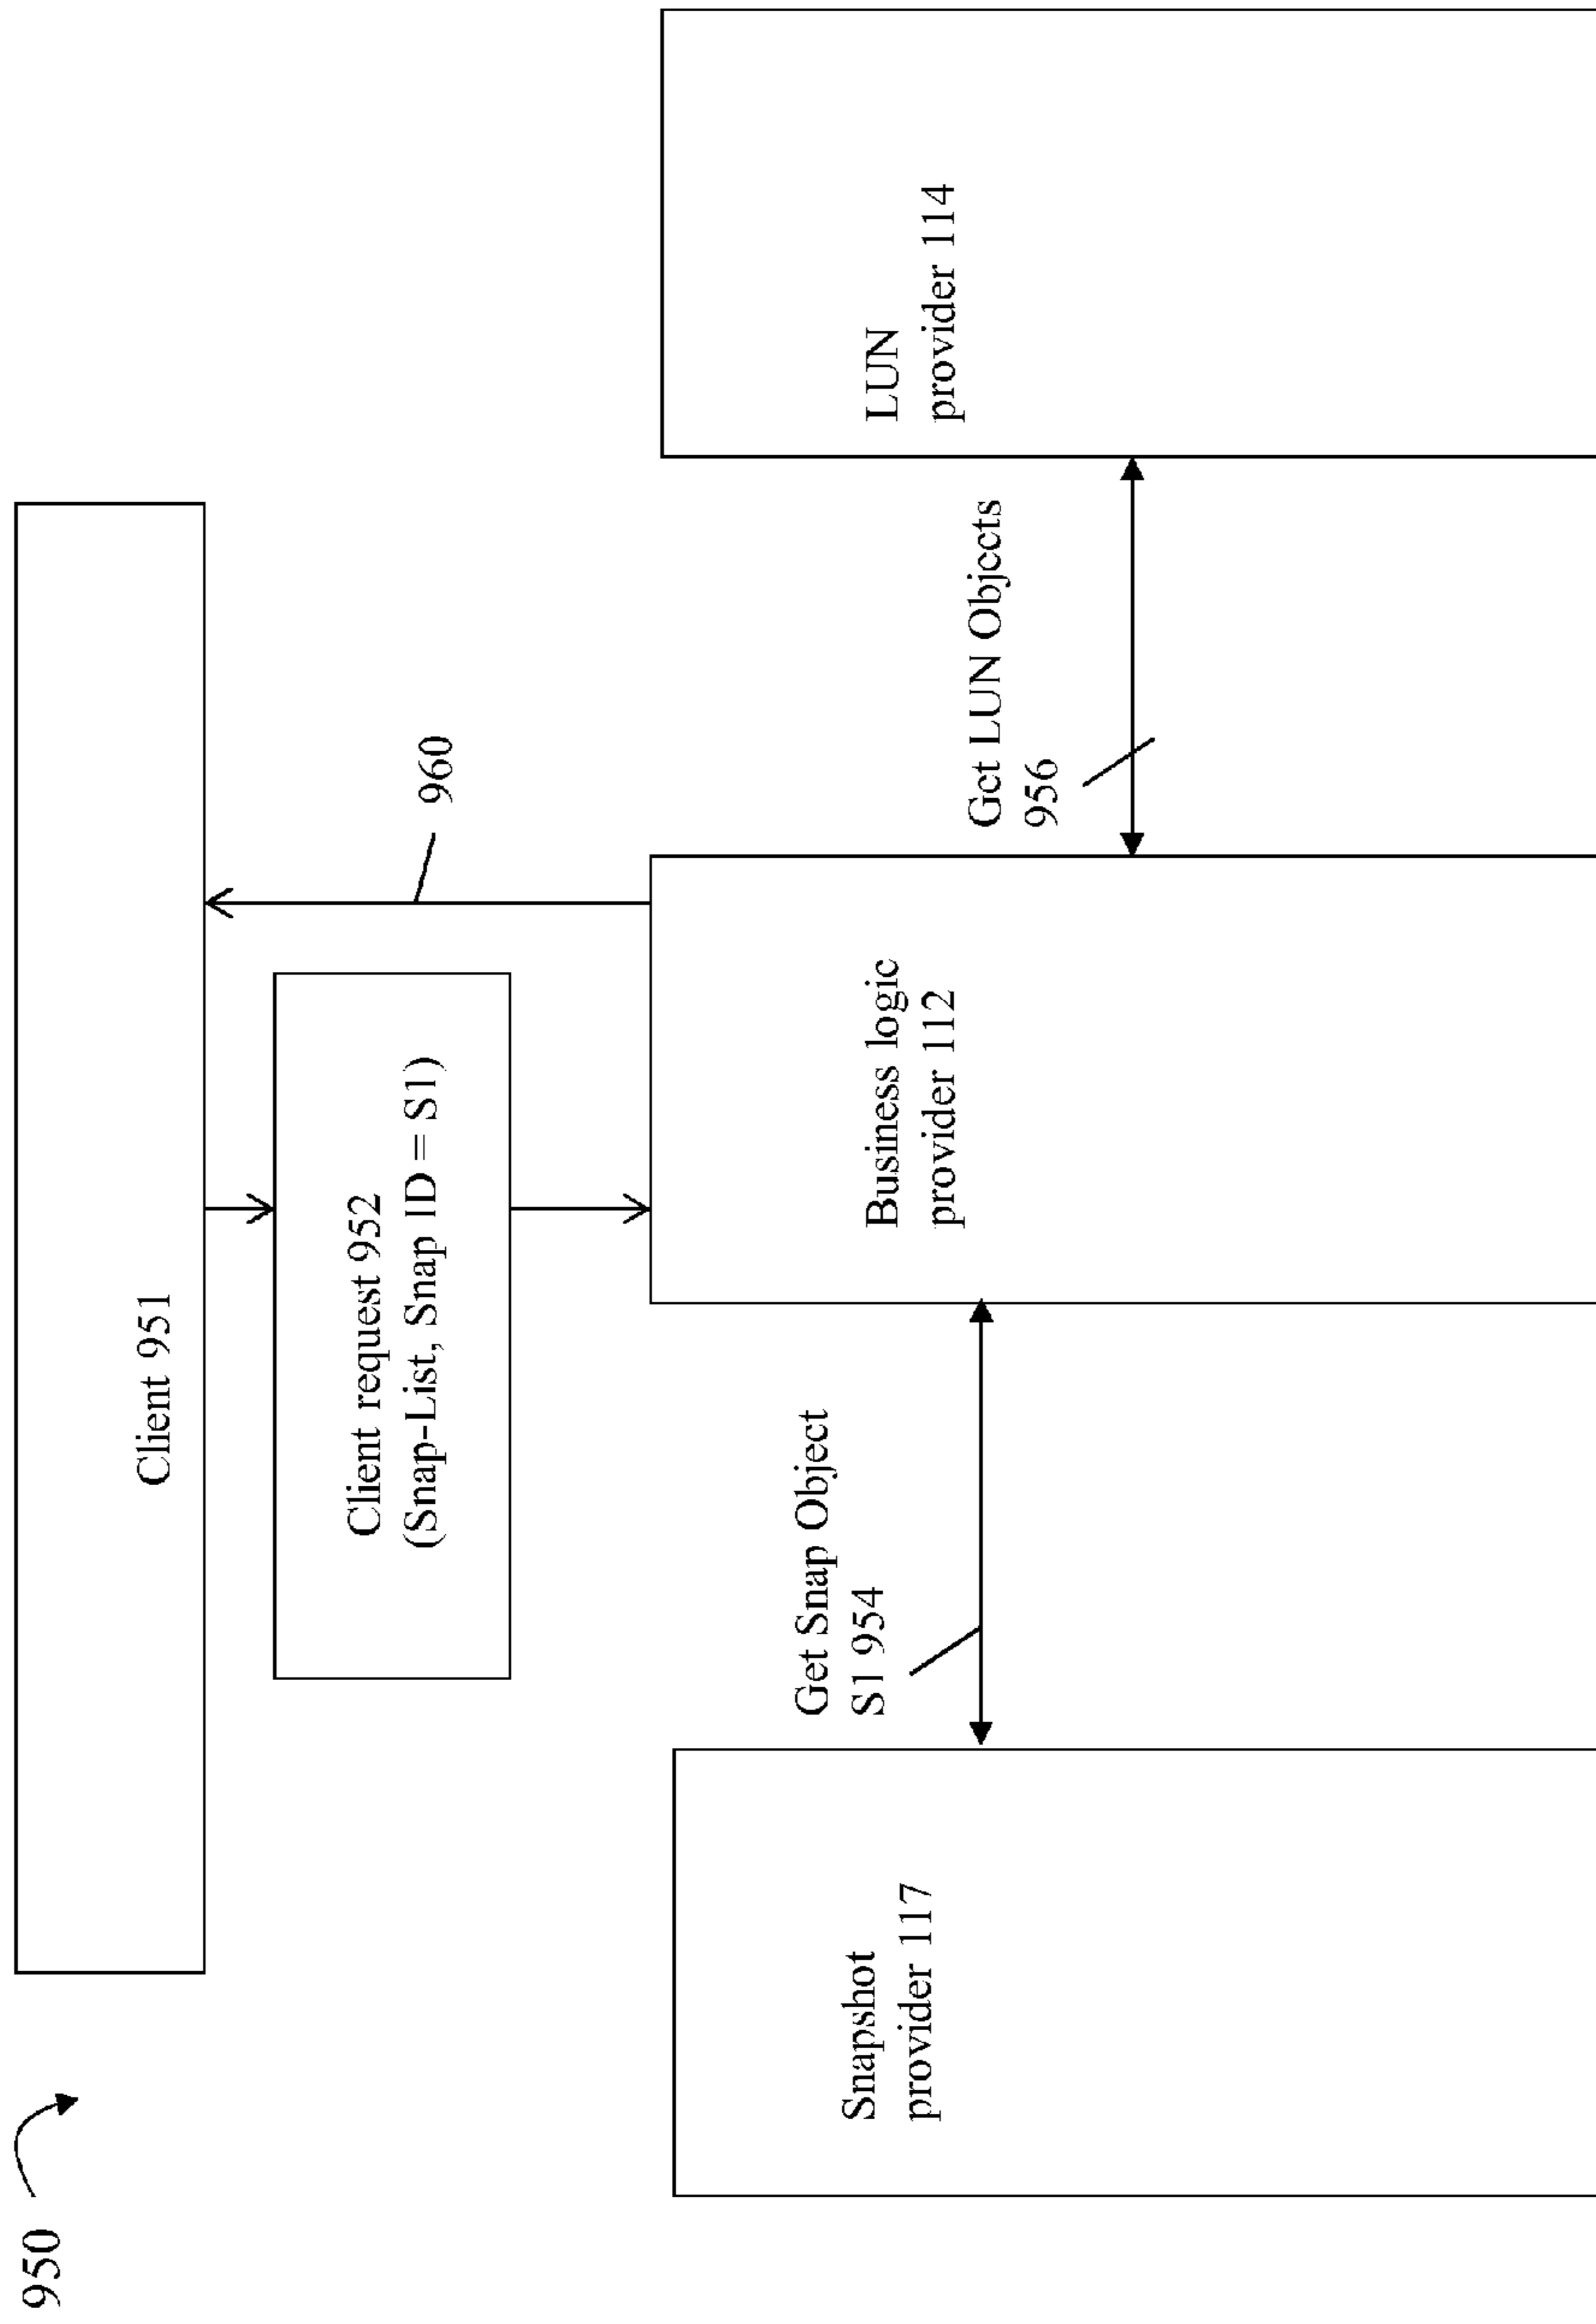 950
Client 951
Client request 952
(Snap-List, Snap ID = S1)
960
Get Snap Object
S1 954
Get LUN Objects
956
Snapshot
provider 117
Business logic
provider 112
LUN
provider 114